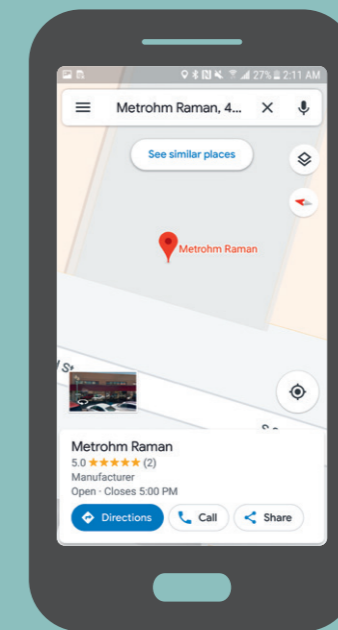 27% 2:11 AM
Metrohm Raman, 4...
See similar places
Metrohm Raman
Metrohm Raman
5.0 ★★★★★ (2)
Manufacturer
Open · Closes 5:00 PM
Directions
Call
Share